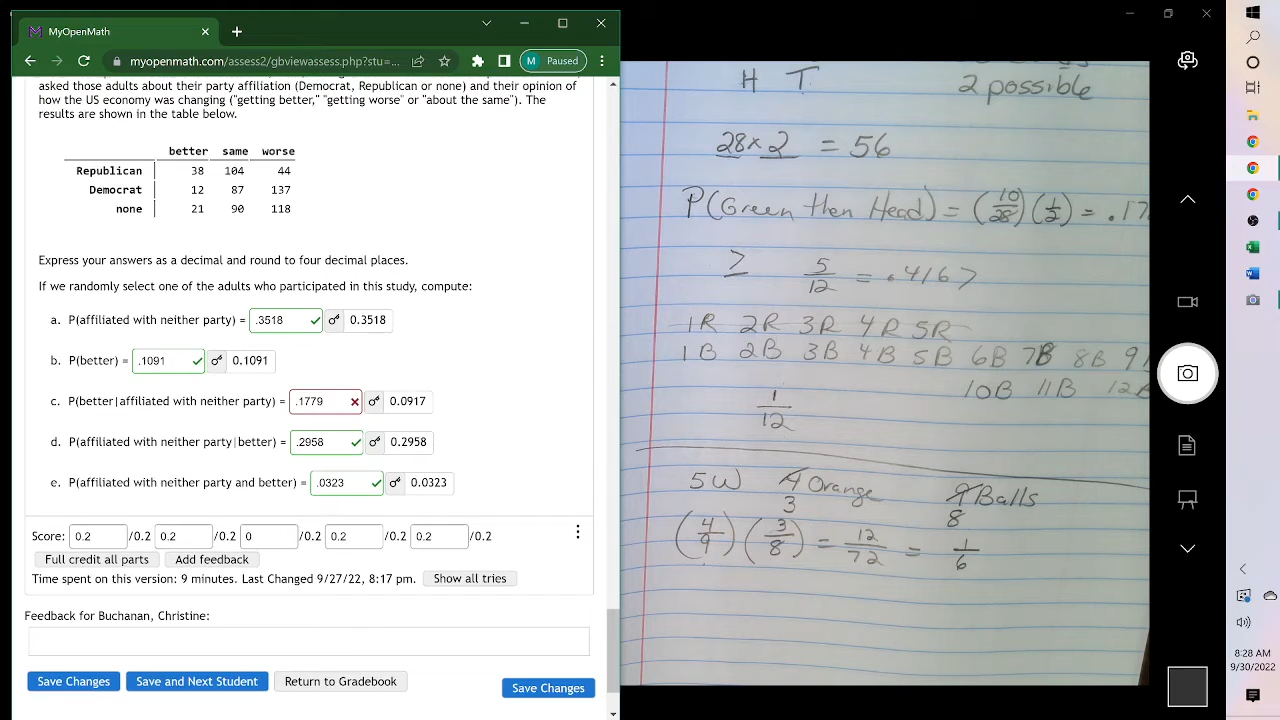 MyOpenMath
myopenmath.com/assess2/gbviewassess.php?stu=...
M Paused
asked those adults about their party affiliation (Democrat, Republican or none) and their opinion of
how the US economy was changing ("getting better," "getting worse" or "about the same"). The
results are shown in the table below.
better same worse
Republican 38 104 44
Democrat 12 87 137
none 21 90 118
Express your answers as a decimal and round to four decimal places.
If we randomly select one of the adults who participated in this study, compute:
a. P(affiliated with neither party) = .3518 0.3518
b. P(better) = .1091 0.1091
c. P(better|affiliated with neither party) = .1779 0.0917
d. P(affiliated with neither party|better) = .2958 0.2958
e. P(affiliated with neither party and better) = .0323 0.0323
Score: 0.2 /0.2 0.2 /0.2 0 /0.2 0.2 /0.2 0.2 /0.2
Full credit all parts Add feedback
Time spent on this version: 9 minutes. Last Changed 9/27/22, 8:17 pm. Show all tries
Feedback for Buchanan, Christine:
Save Changes Save and Next Student Return to Gradebook
Save Changes
H T
2 possible
28 × 2 = 56
P(Green then Head) = (10/28)(1/2) = .17
≥ 5/12 = .4167
1R 2R 3R 4R 5R
1B 2B 3B 4B 5B 6B 7B 8B 9
10B 11B 12B
1/12
5W 4 Orange 9 Balls
3 8
(4/9)(3/8) = 12/72 = 1/6
8:28 AM
9/30/2022